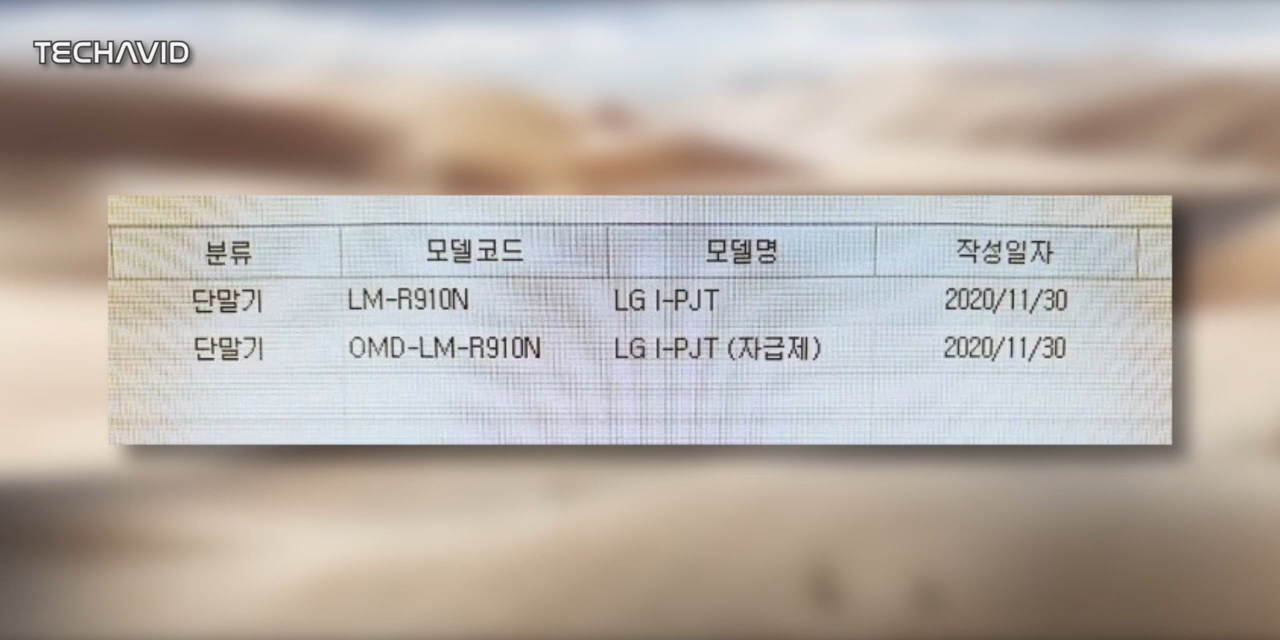 TECHAVID
분류 모델코드 모델명 작성일자
단말기 LM-R910N LG I-PJT 2020/11/30
단말기 OMD-LM-R910N LG I-PJT (자급제) 2020/11/30